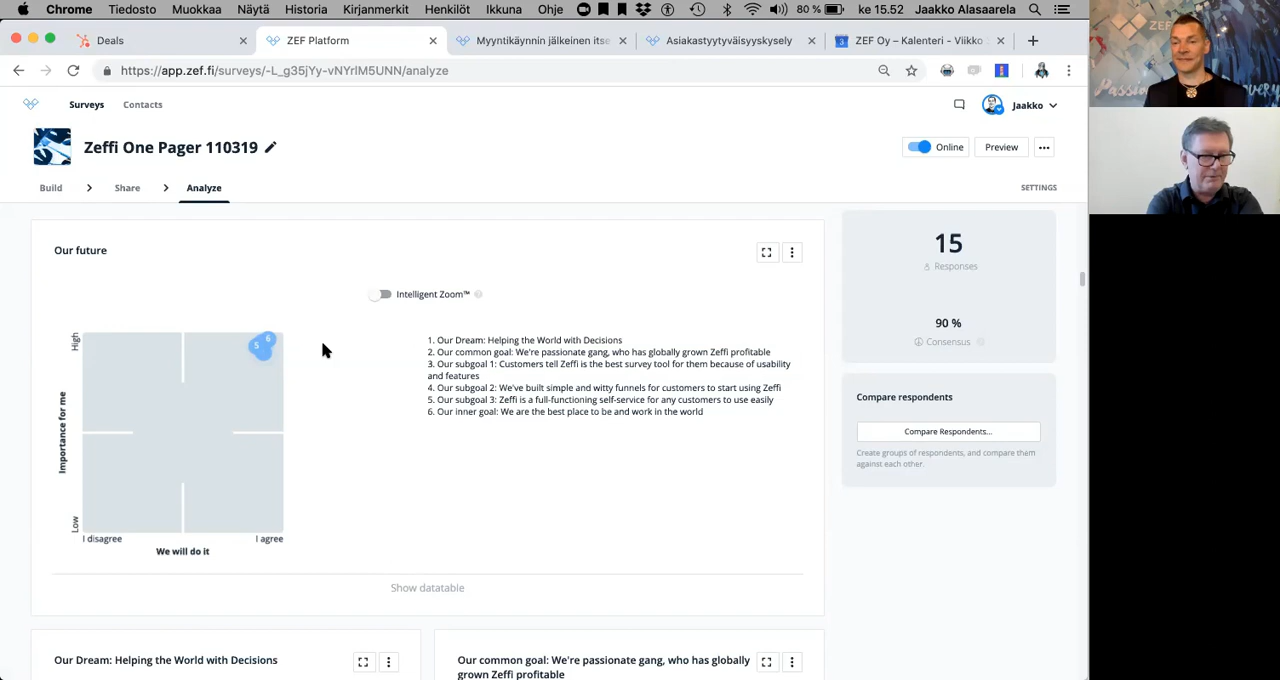 Chrome Tiedosto Muokkaa Näytä Historia Kirjanmerkit Henkilöt Ikkuna Ohje 80 % ke 15.52 Jaakko Alasaarela
Deals ZEF Platform Myyntikäynnin jälkeinen itse Asiakastyytyväisyyskysely ZEF Oy – Kalenteri - Viikko
https://app.zef.fi/surveys/-L_g35jYy-vNYrlM5UNN/analyze
Surveys Contacts Jaakko
Zeffi One Pager 110319 Online Preview
Build Share Analyze SETTINGS
Our future
Intelligent Zoom™
High
Importance for me
Low
5 6
I disagree I agree
We will do it
1. Our Dream: Helping the World with Decisions
2. Our common goal: We're passionate gang, who has globally grown Zeffi profitable
3. Our subgoal 1: Customers tell Zeffi is the best survey tool for them because of usability
and features
4. Our subgoal 2: We've built simple and witty funnels for customers to start using Zeffi
5. Our subgoal 3: Zeffi is a full-functioning self-service for any customers to use easily
6. Our inner goal: We are the best place to be and work in the world
Show datatable
15
Responses
90 %
Consensus
Compare respondents
Compare Respondents...
Create groups of respondents, and compare them
against each other.
Our Dream: Helping the World with Decisions
Our common goal: We're passionate gang, who has globally
grown Zeffi profitable
ZEF